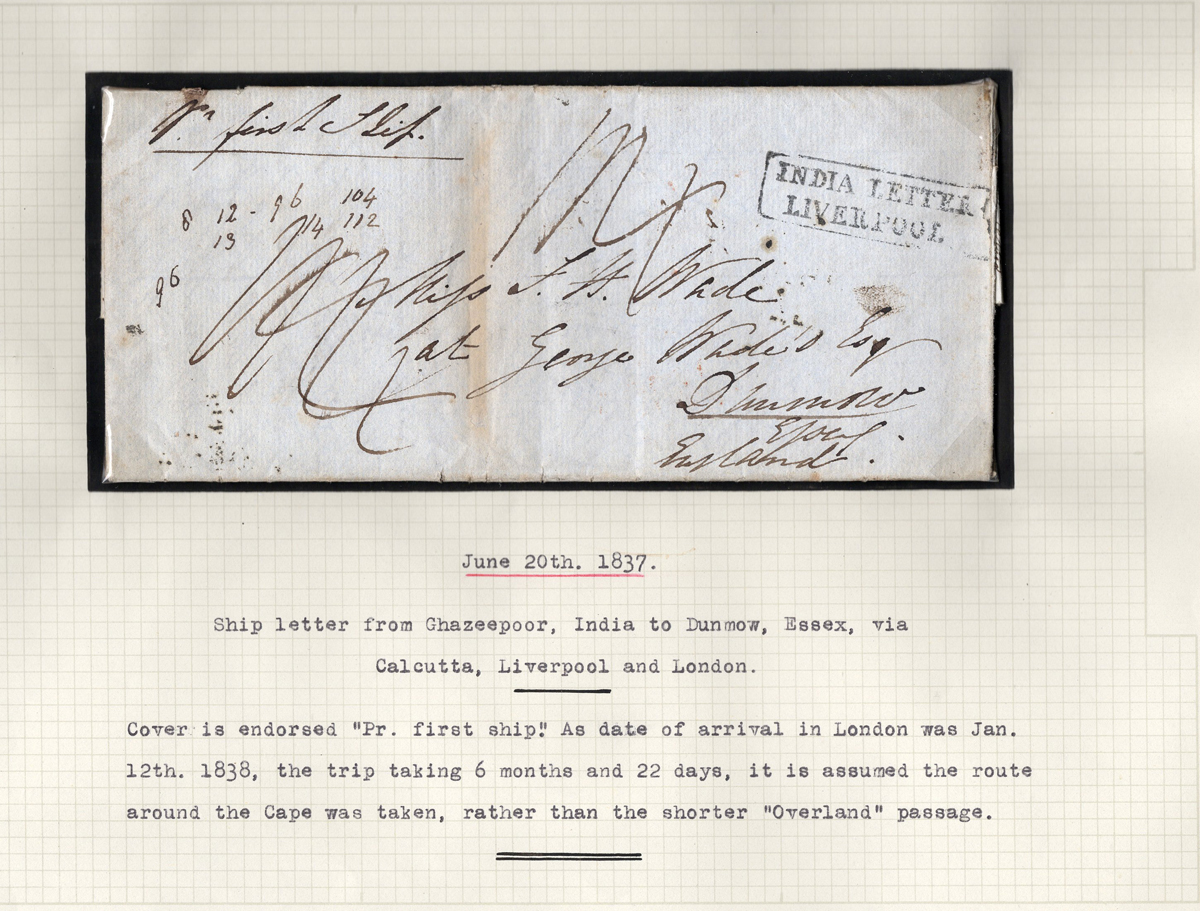 Pr. first Ship.
INDIA LETTER
LIVERPOOL
8 12 - 96 104
13 14 112
96
Miss F. H. Wade
at George Wade's Esq
Dunmow
Essex.
England.
June 20th. 1837.
Ship letter from Ghazeepoor, India to Dunmow, Essex, via
Calcutta, Liverpool and London.
Cover is endorsed "Pr. first ship". As date of arrival in London was Jan.
12th. 1838, the trip taking 6 months and 22 days, it is assumed the route
around the Cape was taken, rather than the shorter "Overland" passage.